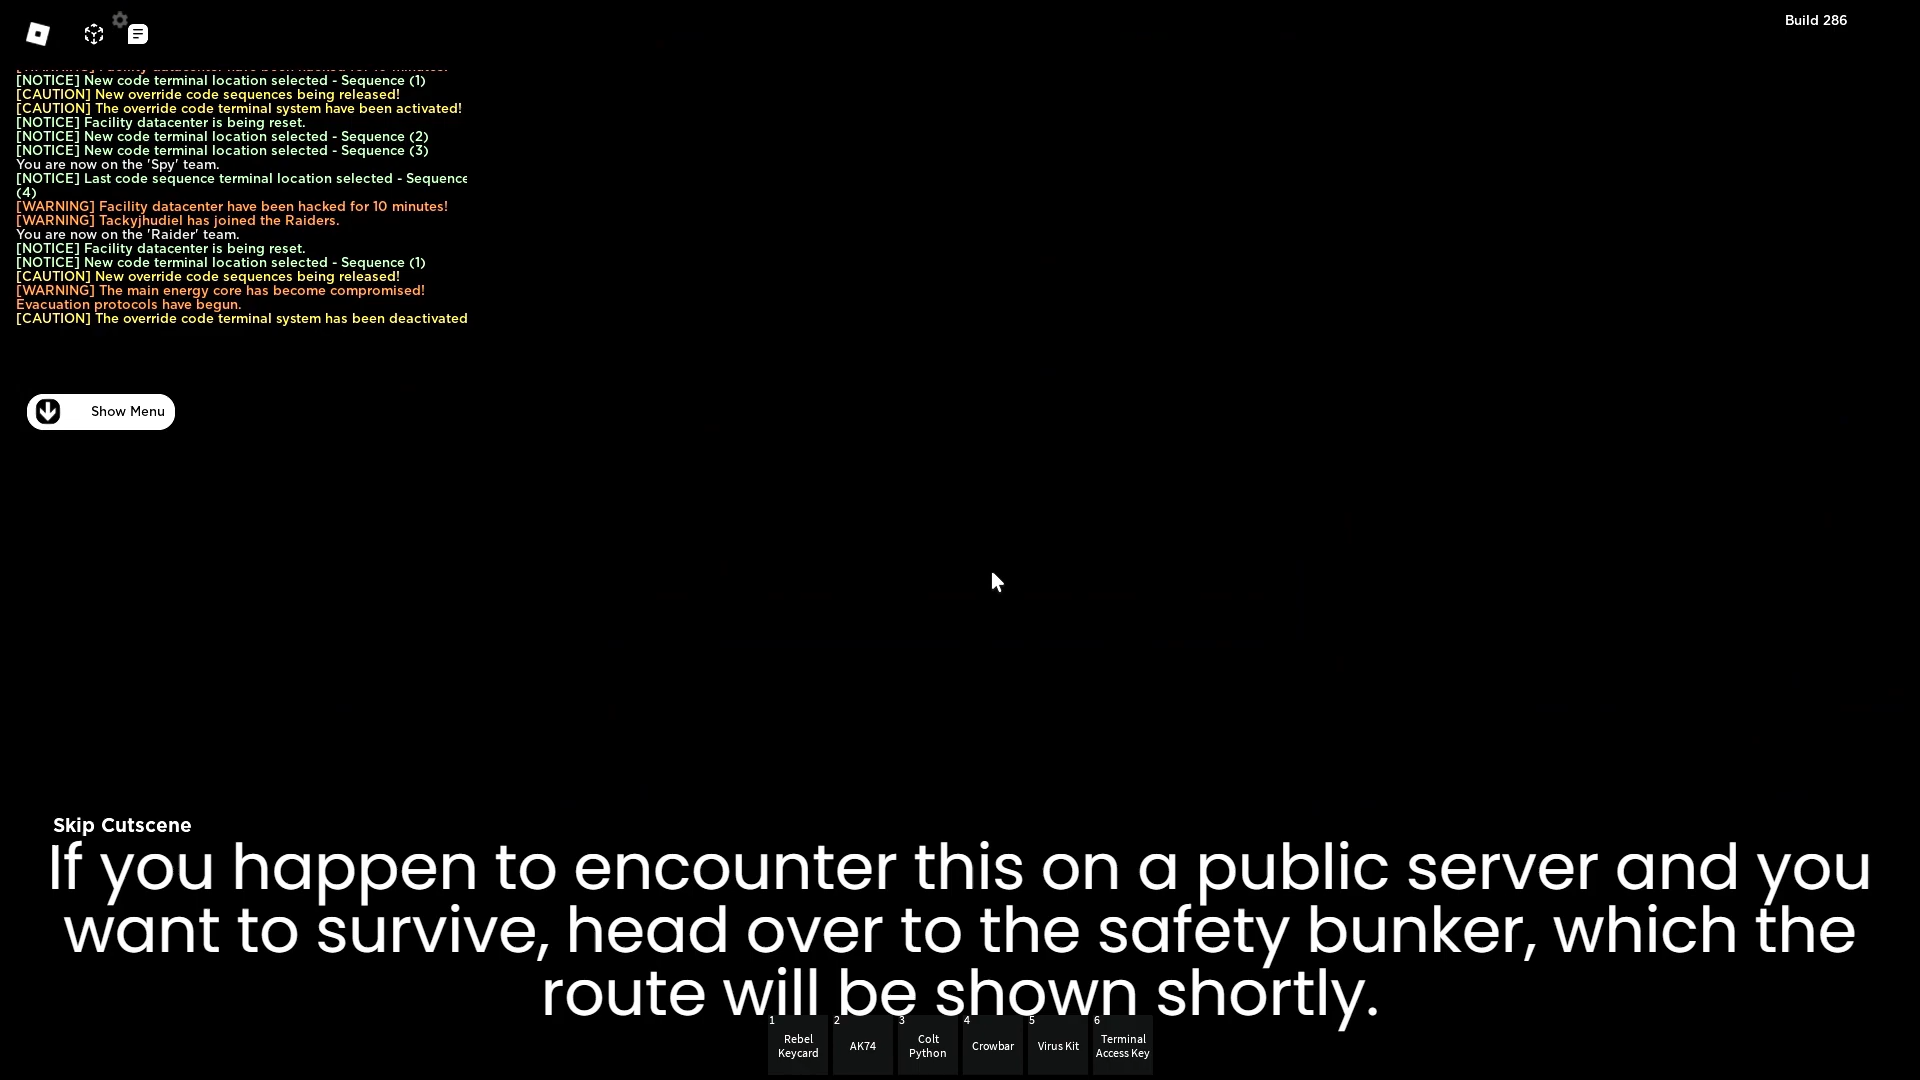 Build 286
[WARNING] Facility datacenter have been hacked for 10 minutes!
[NOTICE] New code terminal location selected - Sequence (1)
[CAUTION] New override code sequences being released!
[CAUTION] The override code terminal system have been activated!
[NOTICE] Facility datacenter is being reset.
[NOTICE] New code terminal location selected - Sequence (2)
[NOTICE] New code terminal location selected - Sequence (3)
You are now on the 'Spy' team.
[NOTICE] Last code sequence terminal location selected - Sequence
(4)
[WARNING] Facility datacenter have been hacked for 10 minutes!
[WARNING] Tackyjhudiel has joined the Raiders.
You are now on the 'Raider' team.
[NOTICE] Facility datacenter is being reset.
[NOTICE] New code terminal location selected - Sequence (1)
[CAUTION] New override code sequences being released!
[WARNING] The main energy core has become compromised!
Evacuation protocols have begun.
[CAUTION] The override code terminal system has been deactivated
Show Menu
Skip Cutscene
If you happen to encounter this on a public server and you
want to survive, head over to the safety bunker, which the
route will be shown shortly.
1 Rebel Keycard
2 AK74
3 Colt Python
4 Crowbar
5 Virus Kit
6 Terminal Access Key